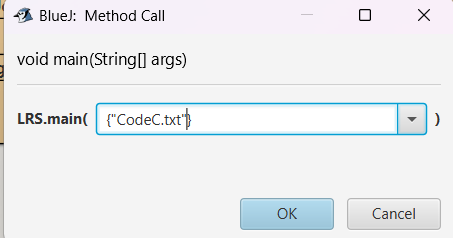 BlueJ: Method Call
void main(String[] args)
LRS.main( {"CodeC.txt"} )
OK Cancel